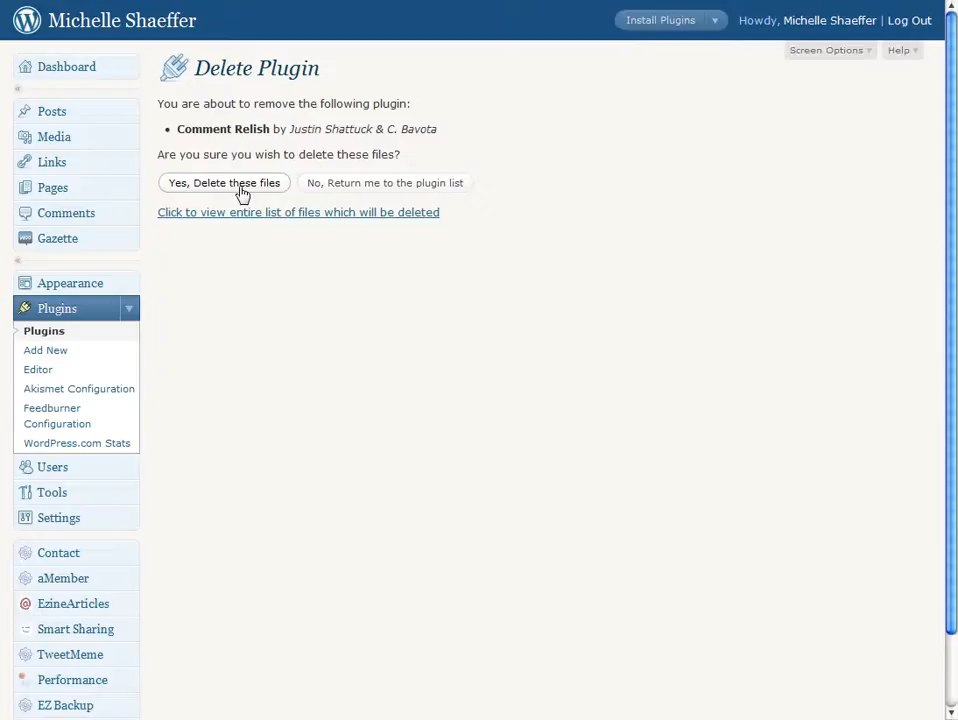 Michelle Shaeffer
Install Plugins
Howdy, Michelle Shaeffer | Log Out
Screen Options
Help
Dashboard
Posts
Media
Links
Pages
Comments
Gazette
Appearance
Plugins
Plugins
Add New
Editor
Akismet Configuration
Feedburner
Configuration
WordPress.com Stats
Users
Tools
Settings
Contact
aMember
EzineArticles
Smart Sharing
TweetMeme
Performance
EZ Backup
Delete Plugin
You are about to remove the following plugin:
• Comment Relish by Justin Shattuck & C. Bavota
Are you sure you wish to delete these files?
Yes, Delete these files
No, Return me to the plugin list
Click to view entire list of files which will be deleted